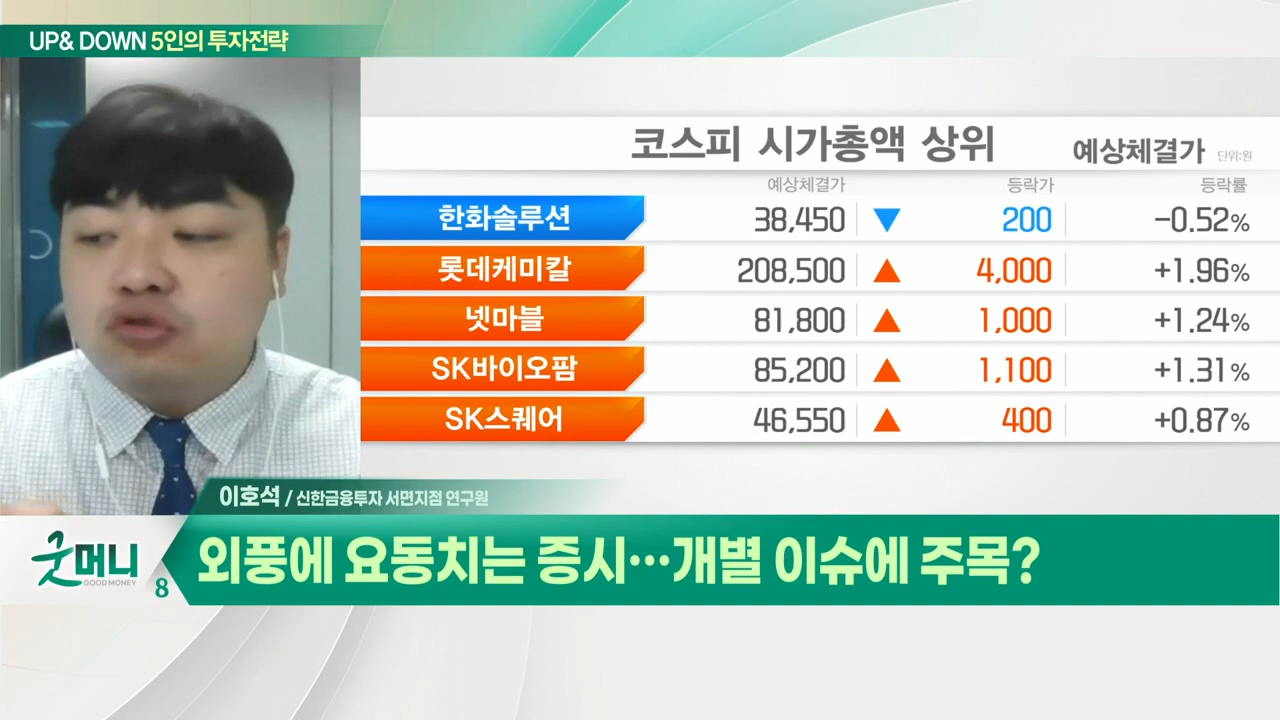 UP& DOWN 5인의 투자전략
코스피 시가총액 상위 예상체결가 단위:원
예상체결가 등락가 등락률
한화솔루션 38,450 ▼ 200 -0.52%
롯데케미칼 208,500 ▲ 4,000 +1.96%
넷마블 81,800 ▲ 1,000 +1.24%
SK바이오팜 85,200 ▲ 1,100 +1.31%
SK스퀘어 46,550 ▲ 400 +0.87%
이호석 / 신한금융투자 서면지점 연구원
굿머니
GOOD MONEY
8
외풍에 요동치는 증시…개별 이슈에 주목?